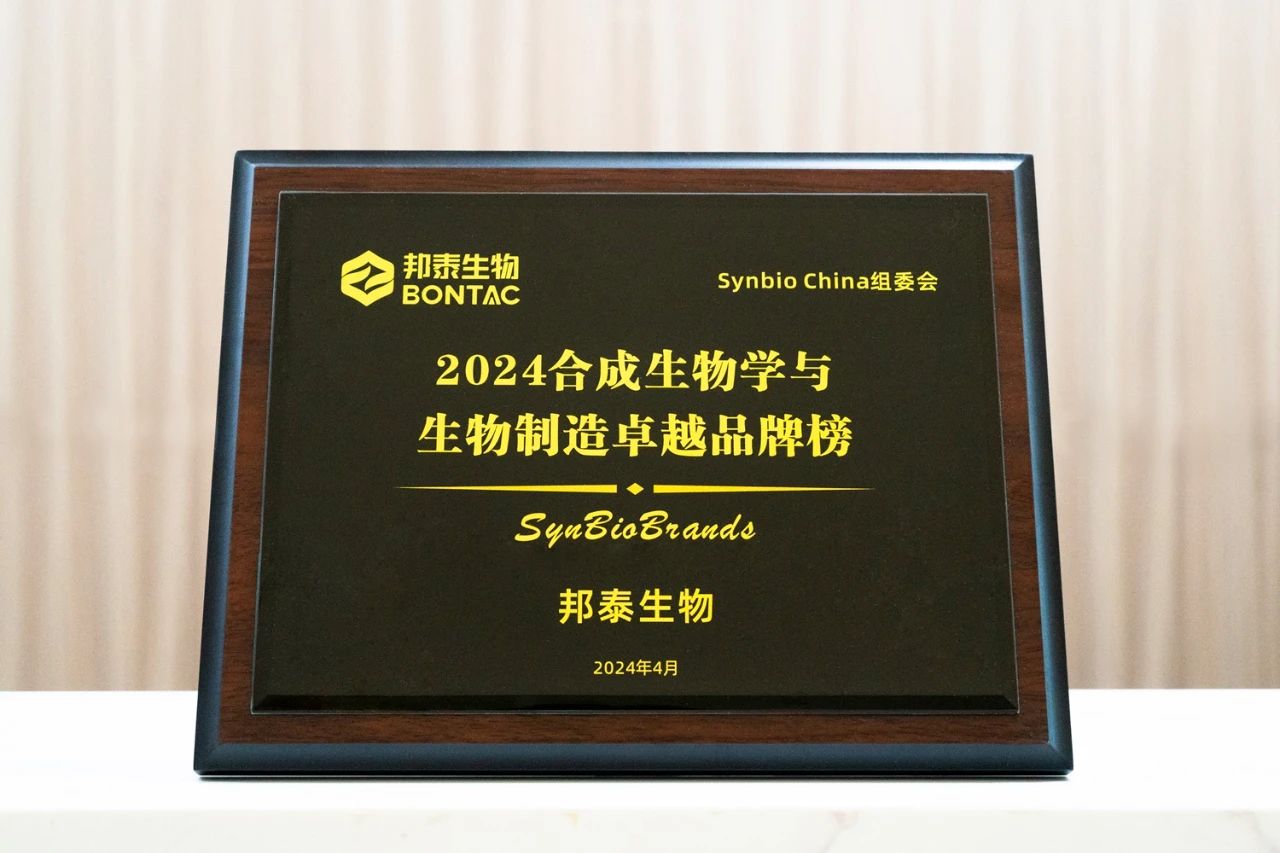 邦泰生物
BONTAC
Synbio China组委会
2024合成生物学与
生物制造卓越品牌榜
SynBioBrands
邦泰生物
2024年4月